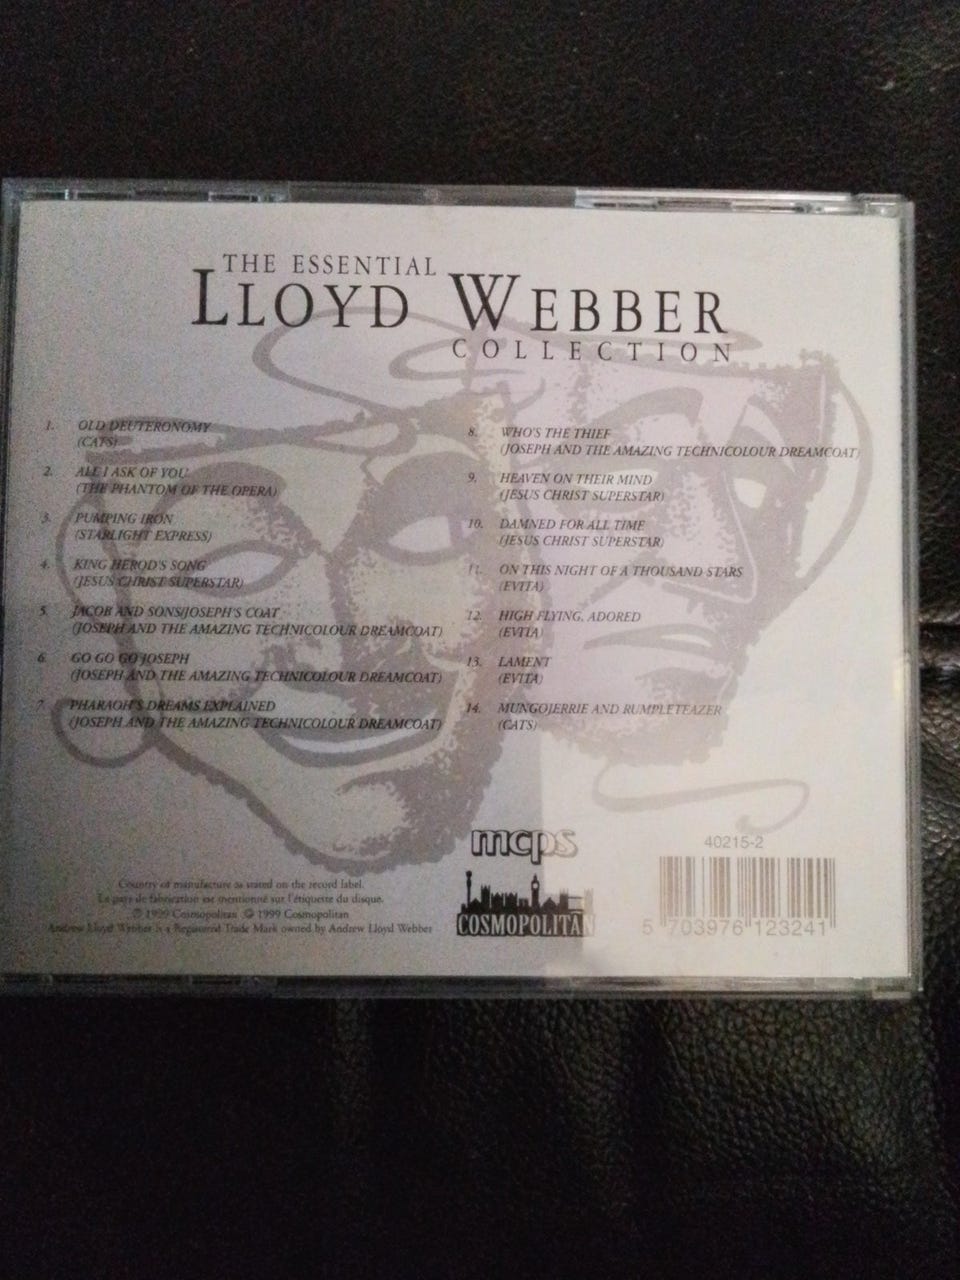 THE ESSENTIAL
LLOYD WEBBER
COLLECTION
1. OLD DEUTERONOMY
(CATS)
2. ALL I ASK OF YOU
(THE PHANTOM OF THE OPERA)
3. PUMPING IRON
(STARLIGHT EXPRESS)
4. KING HEROD'S SONG
(JESUS CHRIST SUPERSTAR)
5. JACOB AND SONS/JOSEPH'S COAT
(JOSEPH AND THE AMAZING TECHNICOLOUR DREAMCOAT)
6. GO GO GO JOSEPH
(JOSEPH AND THE AMAZING TECHNICOLOUR DREAMCOAT)
7. PHARAOH'S DREAMS EXPLAINED
(JOSEPH AND THE AMAZING TECHNICOLOUR DREAMCOAT)
8. WHO'S THE THIEF
(JOSEPH AND THE AMAZING TECHNICOLOUR DREAMCOAT)
9. HEAVEN ON THEIR MIND
(JESUS CHRIST SUPERSTAR)
10. DAMNED FOR ALL TIME
(JESUS CHRIST SUPERSTAR)
11. ON THIS NIGHT OF A THOUSAND STARS
(EVITA)
12. HIGH FLYING, ADORED
(EVITA)
13. LAMENT
(EVITA)
14. MUNGOJERRIE AND RUMPLETEAZER
(CATS)
Country of manufacture as stated on the record label.
Le pays de fabrication est mentionné sur l'étiquette du disque.
℗ 1999 Cosmopolitan © 1999 Cosmopolitan
Andrew Lloyd Webber is a Registered Trade Mark owned by Andrew Lloyd Webber
mcps
COSMOPOLITAN
40215-2
5 703976 123241